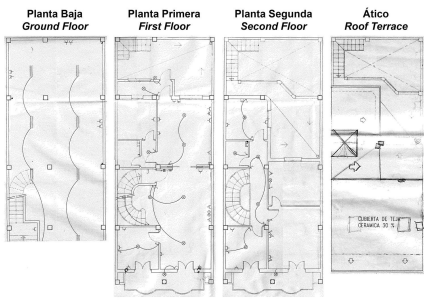 Planta Baja
Ground Floor
Planta Primera
First Floor
Planta Segunda
Second Floor
Ático
Roof Terrace
CUBIERTA DE TEJA
CERAMICA 30 %